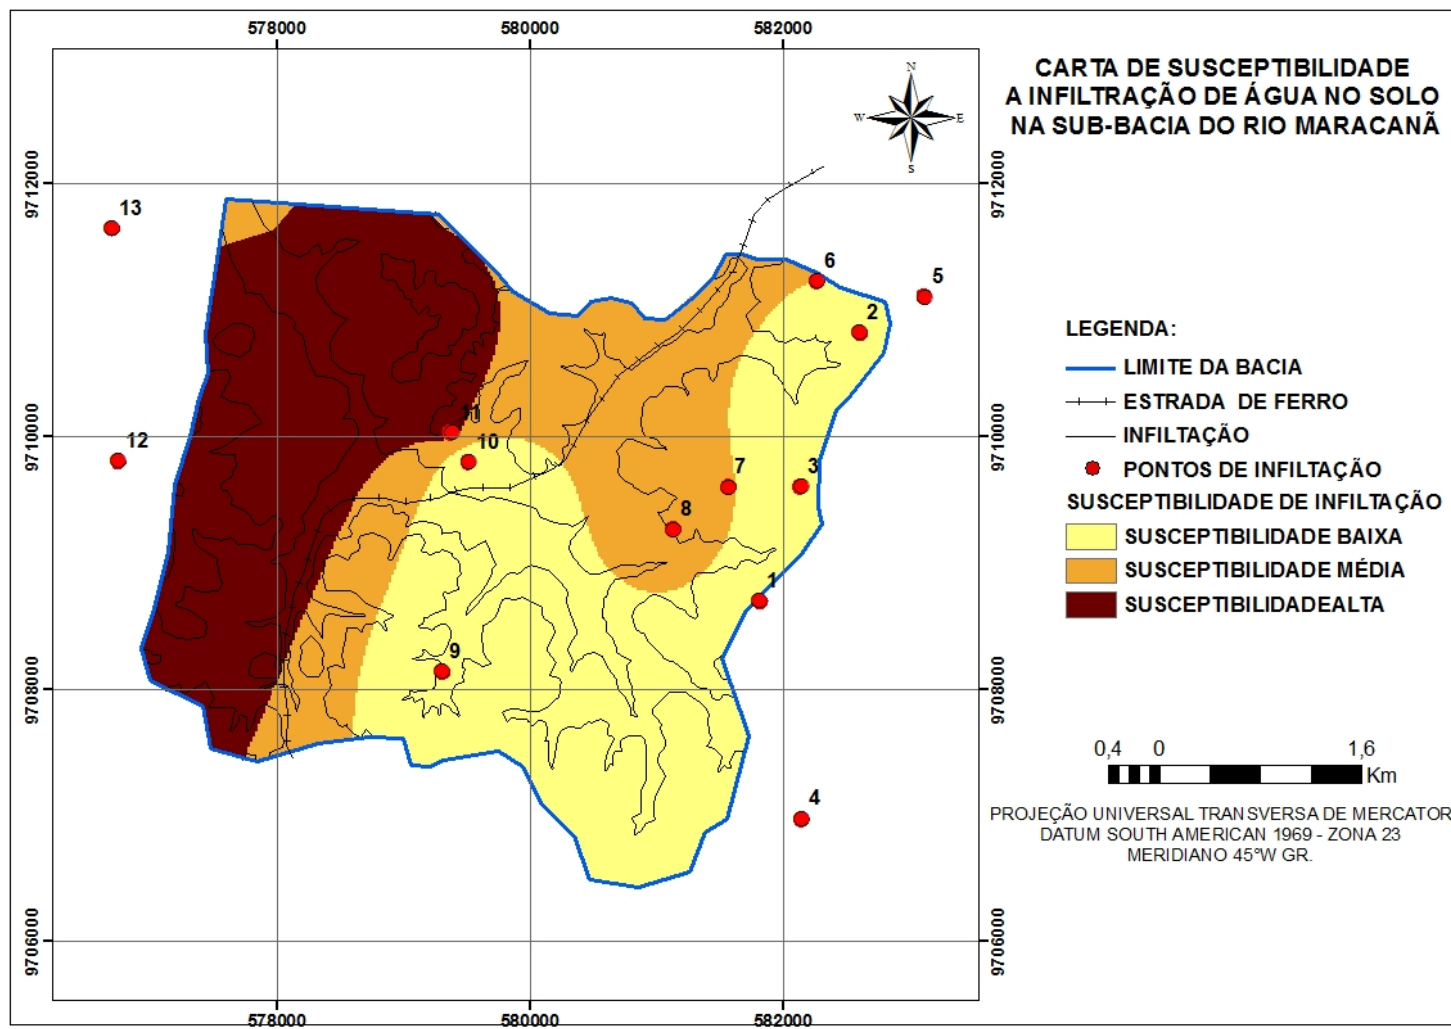 578000
580000
582000
N
W
E
S
CARTA DE SUSCEPTIBILIDADE
A INFILTRAÇÃO DE ÁGUA NO SOLO
NA SUB-BACIA DO RIO MARACANÃ
9712000
9712000
13
6
5
2
11
10
12
7
3
8
1
9
4
9710000
9710000
9708000
9708000
9706000
9706000
LEGENDA:
LIMITE DA BACIA
ESTRADA DE FERRO
INFILTAÇÃO
PONTOS DE INFILTAÇÃO
SUSCEPTIBILIDADE DE INFILTAÇÃO
SUSCEPTIBILIDADE BAIXA
SUSCEPTIBILIDADE MÉDIA
SUSCEPTIBILIDADEALTA
0,4 0 1,6
Km
PROJEÇÃO UNIVERSAL TRANSVERSA DE MERCATOR
DATUM SOUTH AMERICAN 1969 - ZONA 23
MERIDIANO 45°W GR.
578000
580000
582000